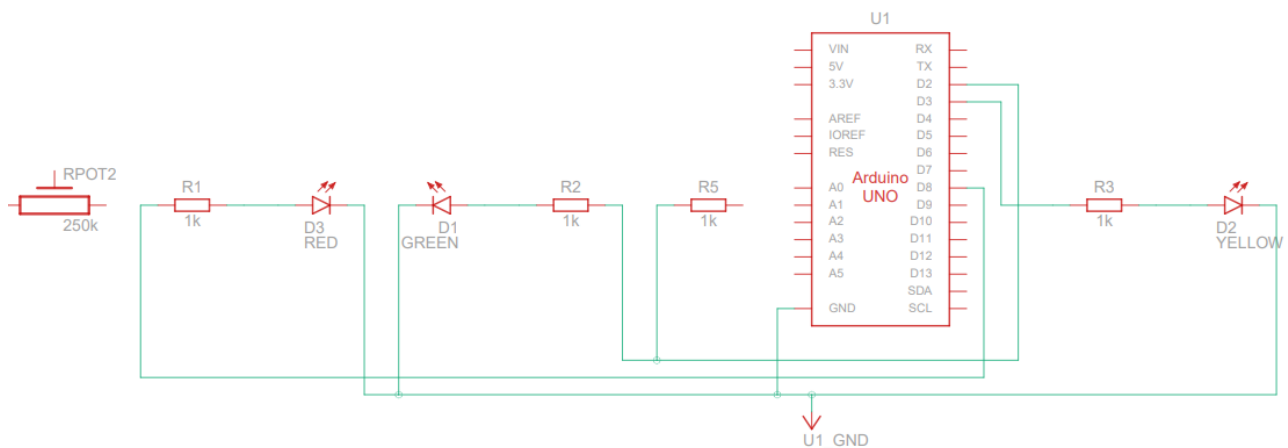 U1
VIN RX
5V TX
3.3V D2
D3
AREF D4
IOREF D5
RES D6
D7
A0 D8
A1 D9
A2 D10
A3 D11
A4 D12
A5 D13
SDA
GND SCL
Arduino
UNO
RPOT2
250k
R1
1k
D3
RED
D1
GREEN
R2
1k
R5
1k
R3
1k
D2
YELLOW
U1_GND